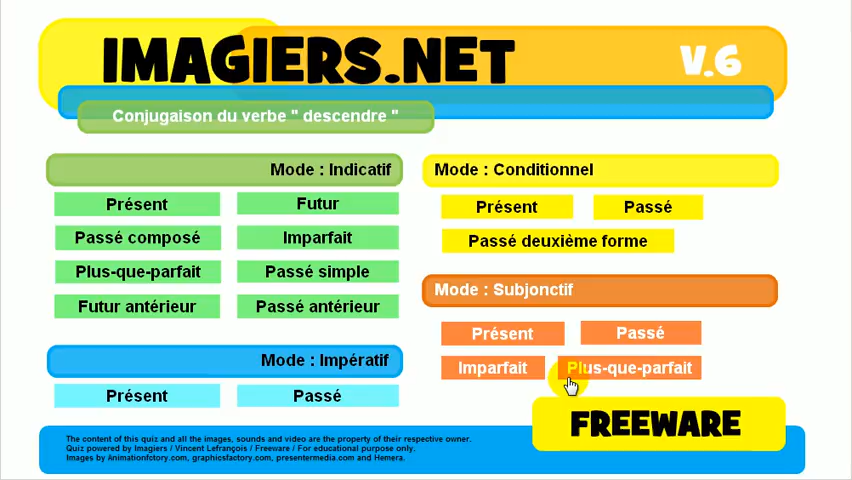 IMAGIERS.NET
V.6
Conjugaison du verbe " descendre "
Mode : Indicatif
Présent
Futur
Passé composé
Imparfait
Plus-que-parfait
Passé simple
Futur antérieur
Passé antérieur
Mode : Impératif
Présent
Passé
Mode : Conditionnel
Présent
Passé
Passé deuxième forme
Mode : Subjonctif
Présent
Passé
Imparfait
Plus-que-parfait
FREEWARE
The content of this quiz and all the images, sounds and video are the property of their respective owner.
Quiz powered by Imagiers / Vincent Lefrançois / Freeware / For educational purpose only.
Images by Animationfctory.com, graphicsfactory.com, presentermedia.com and Hemera.